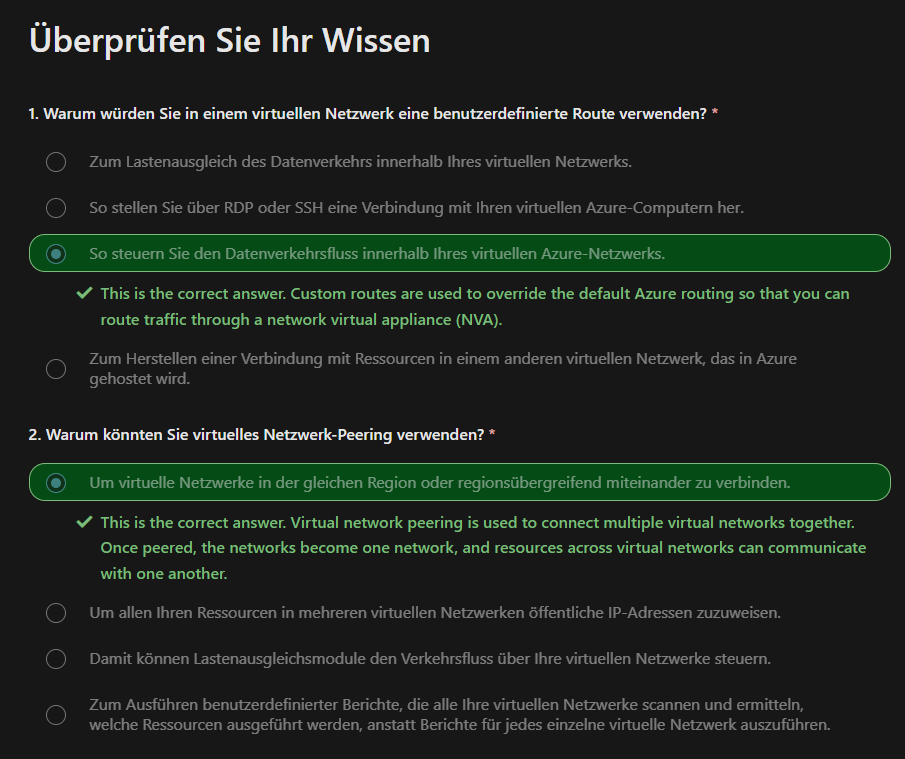 Überprüfen Sie Ihr Wissen
1. Warum würden Sie in einem virtuellen Netzwerk eine benutzerdefinierte Route verwenden? *
Zum Lastenausgleich des Datenverkehrs innerhalb Ihres virtuellen Netzwerks.
So stellen Sie über RDP oder SSH eine Verbindung mit Ihren virtuellen Azure-Computern her.
So steuern Sie den Datenverkehrsfluss innerhalb Ihres virtuellen Azure-Netzwerks.
This is the correct answer. Custom routes are used to override the default Azure routing so that you can
route traffic through a network virtual appliance (NVA).
Zum Herstellen einer Verbindung mit Ressourcen in einem anderen virtuellen Netzwerk, das in Azure
gehostet wird.
2. Warum könnten Sie virtuelles Netzwerk-Peering verwenden? *
Um virtuelle Netzwerke in der gleichen Region oder regionsübergreifend miteinander zu verbinden.
This is the correct answer. Virtual network peering is used to connect multiple virtual networks together.
Once peered, the networks become one network, and resources across virtual networks can communicate
with one another.
Um allen Ihren Ressourcen in mehreren virtuellen Netzwerken öffentliche IP-Adressen zuzuweisen.
Damit können Lastenausgleichsmodule den Verkehrsfluss über Ihre virtuellen Netzwerke steuern.
Zum Ausführen benutzerdefinierter Berichte, die alle Ihre virtuellen Netzwerke scannen und ermitteln,
welche Ressourcen ausgeführt werden, anstatt Berichte für jedes einzelne virtuelle Netzwerk auszuführen.